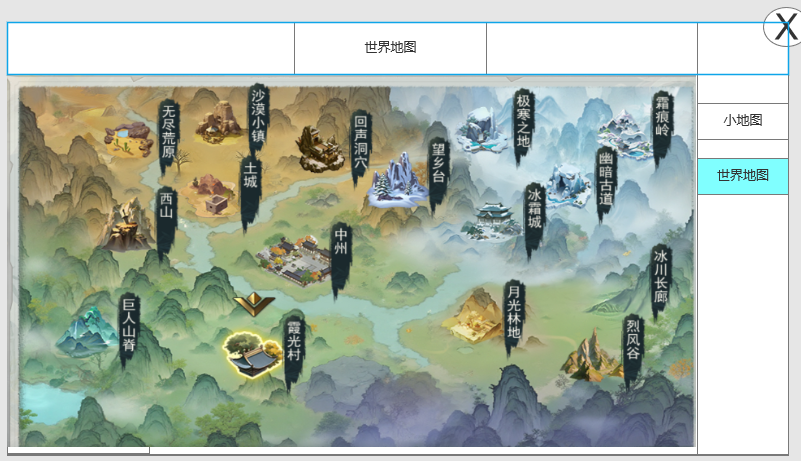 X
世界地图
小地图
世界地图
无尽荒原
沙漠小镇
回声洞穴
极寒之地
霜痕岭
土城
望乡台
幽暗古道
西山
冰霜城
中州
冰川长廊
巨人山脊
霞光村
月光林地
烈风谷